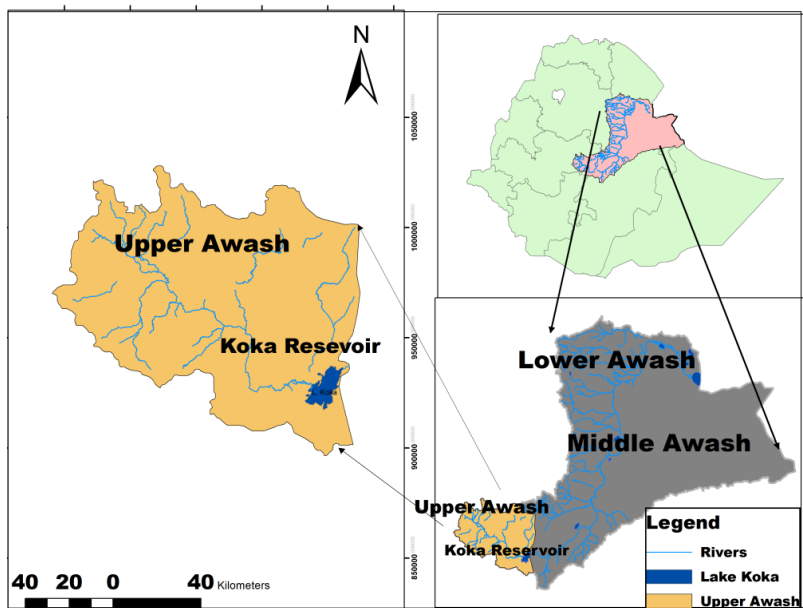 N
Upper Awash
Koka Resevoir
L. Koka
1050000
1000000
950000
900000
850000
40 20 0 40 Kilometers
Lower Awash
Middle Awash
Upper Awash
Koka Reservoir
Legend
Rivers
Lake Koka
Upper Awash